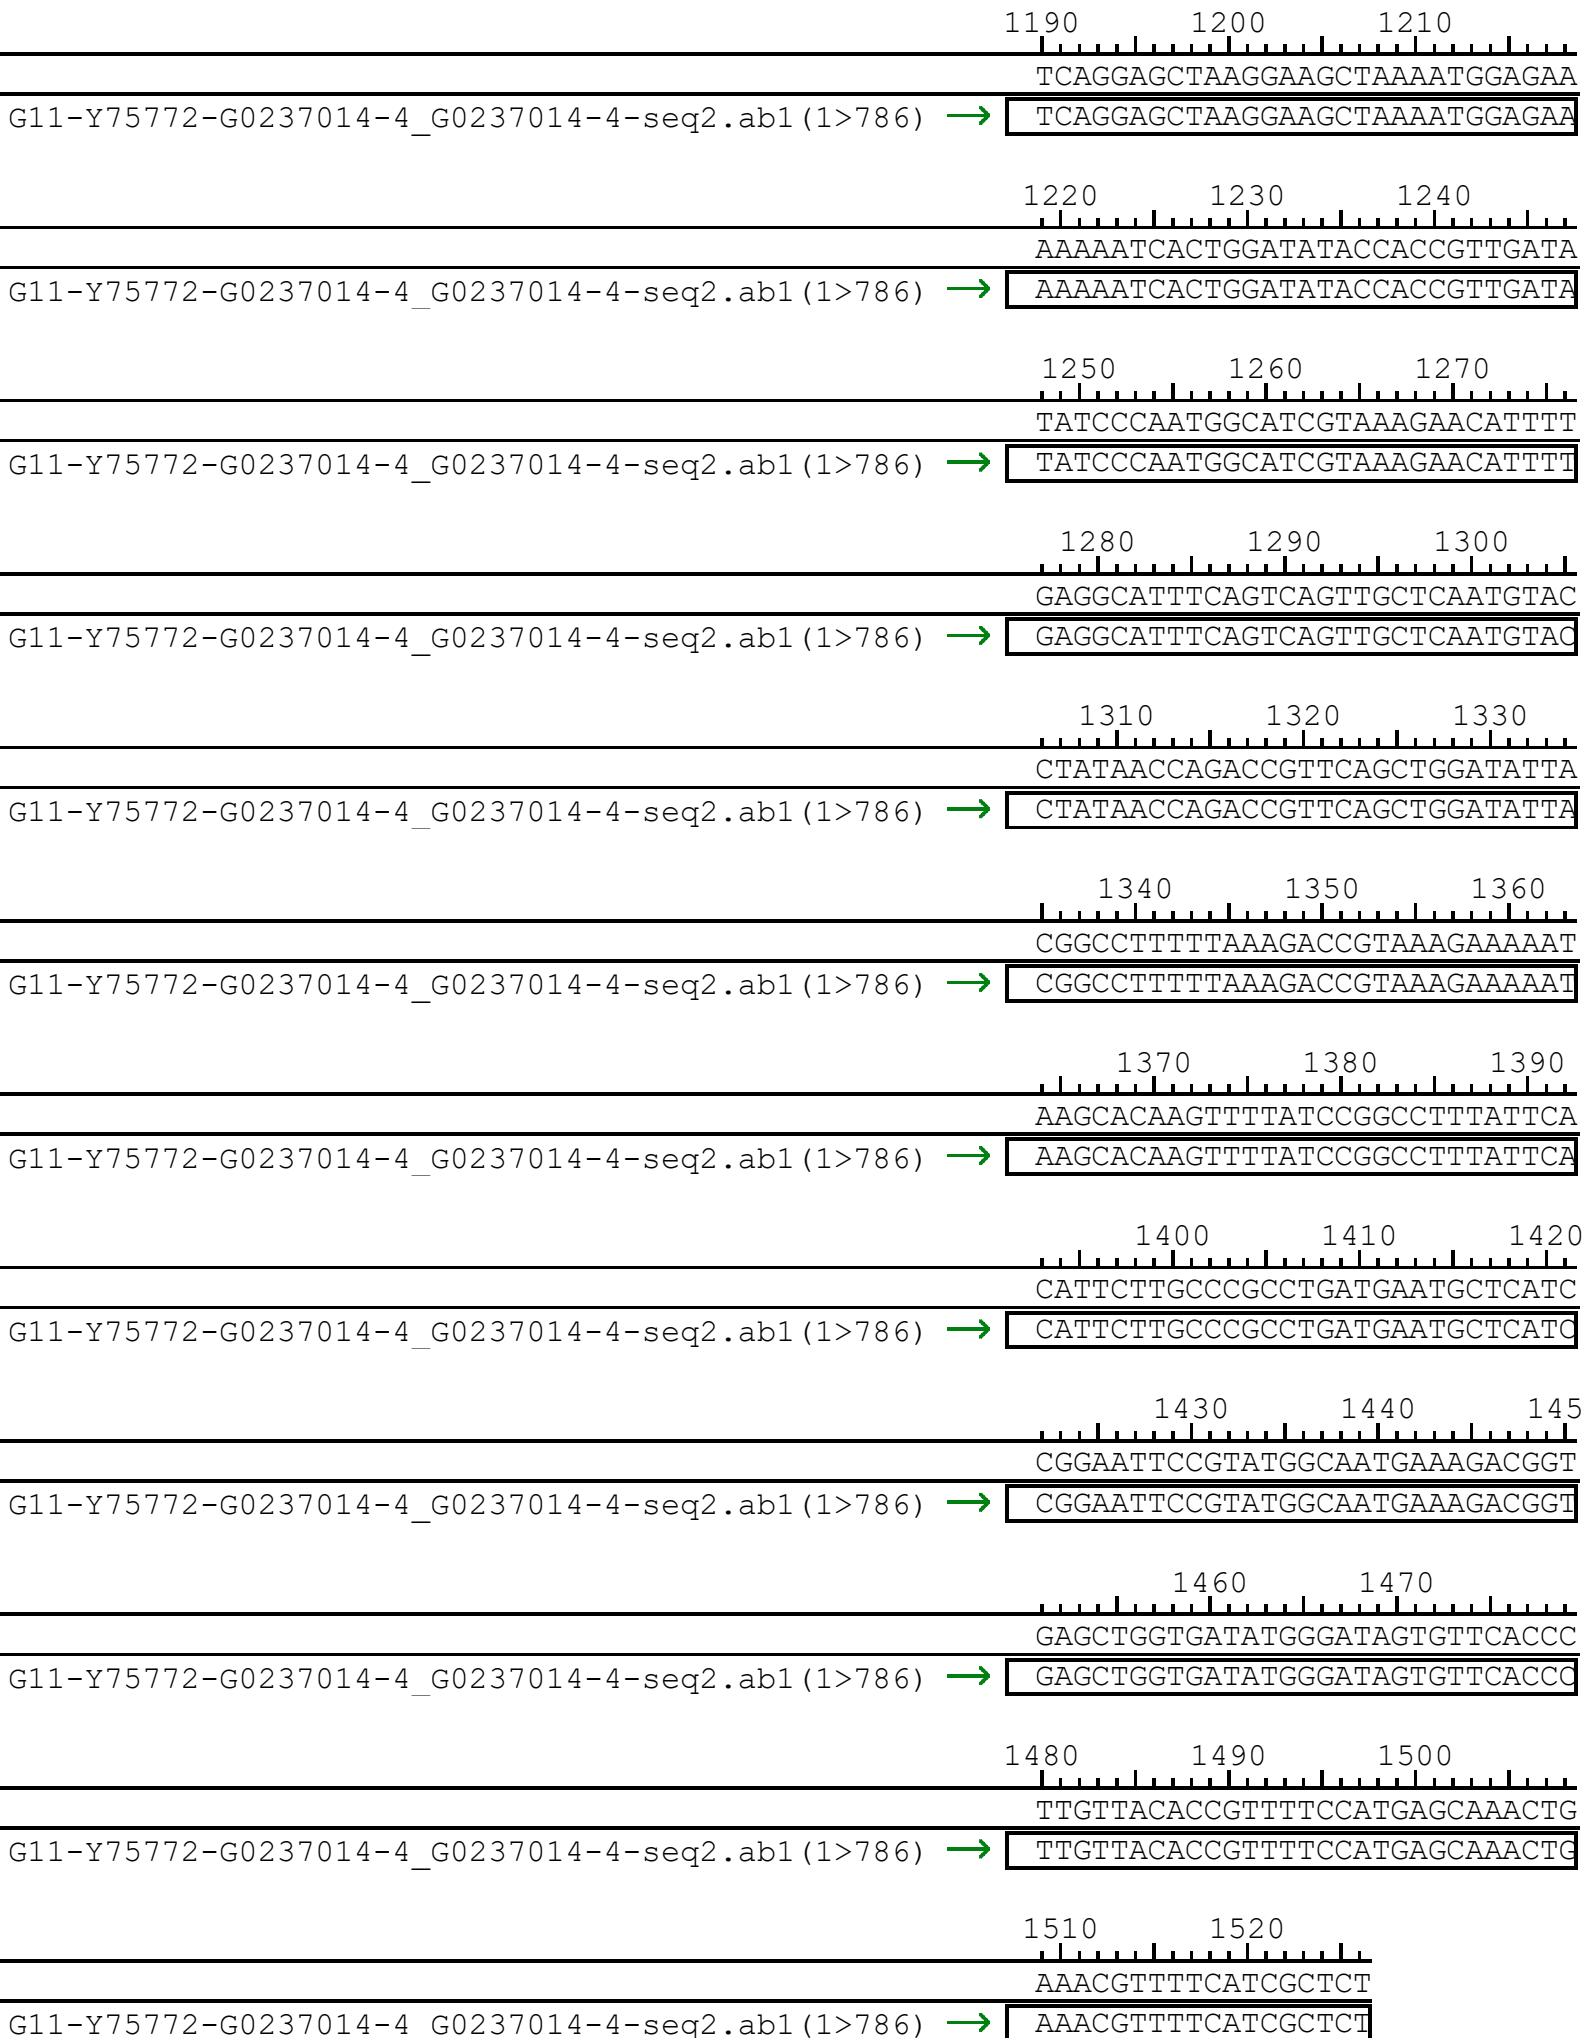 1190 1200 1210
TCAGGAGCTAAGGAAGCTAAAATGGAGAA
G11-Y75772-G0237014-4_G0237014-4-seq2.ab1(1>786) → TCAGGAGCTAAGGAAGCTAAAATGGAGAA
1220 1230 1240
AAAAATCACTGGATATACCACCGTTGATA
G11-Y75772-G0237014-4_G0237014-4-seq2.ab1(1>786) → AAAAATCACTGGATATACCACCGTTGATA
1250 1260 1270
TATCCCAATGGCATCGTAAAGAACATTTT
G11-Y75772-G0237014-4_G0237014-4-seq2.ab1(1>786) → TATCCCAATGGCATCGTAAAGAACATTTT
1280 1290 1300
GAGGCATTTCAGTCAGTTGCTCAATGTAC
G11-Y75772-G0237014-4_G0237014-4-seq2.ab1(1>786) → GAGGCATTTCAGTCAGTTGCTCAATGTAC
1310 1320 1330
CTATAACCAGACCGTTCAGCTGGATATTA
G11-Y75772-G0237014-4_G0237014-4-seq2.ab1(1>786) → CTATAACCAGACCGTTCAGCTGGATATTA
1340 1350 1360
CGGCCTTTTTAAAGACCGTAAAGAAAAAT
G11-Y75772-G0237014-4_G0237014-4-seq2.ab1(1>786) → CGGCCTTTTTAAAGACCGTAAAGAAAAAT
1370 1380 1390
AAGCACAAGTTTTATCCGGCCTTTATTCA
G11-Y75772-G0237014-4_G0237014-4-seq2.ab1(1>786) → AAGCACAAGTTTTATCCGGCCTTTATTCA
1400 1410 1420
CATTCTTGCCCGCCTGATGAATGCTCATC
G11-Y75772-G0237014-4_G0237014-4-seq2.ab1(1>786) → CATTCTTGCCCGCCTGATGAATGCTCATC
1430 1440 145
CGGAATTCCGTATGGCAATGAAAGACGGT
G11-Y75772-G0237014-4_G0237014-4-seq2.ab1(1>786) → CGGAATTCCGTATGGCAATGAAAGACGGT
1460 1470
GAGCTGGTGATATGGGATAGTGTTCACCC
G11-Y75772-G0237014-4_G0237014-4-seq2.ab1(1>786) → GAGCTGGTGATATGGGATAGTGTTCACCC
1480 1490 1500
TTGTTACACCGTTTTCCATGAGCAAACTG
G11-Y75772-G0237014-4_G0237014-4-seq2.ab1(1>786) → TTGTTACACCGTTTTCCATGAGCAAACTG
1510 1520
AAACGTTTTCATCGCTCT
G11-Y75772-G0237014-4_G0237014-4-seq2.ab1(1>786) → AAACGTTTTCATCGCTCT